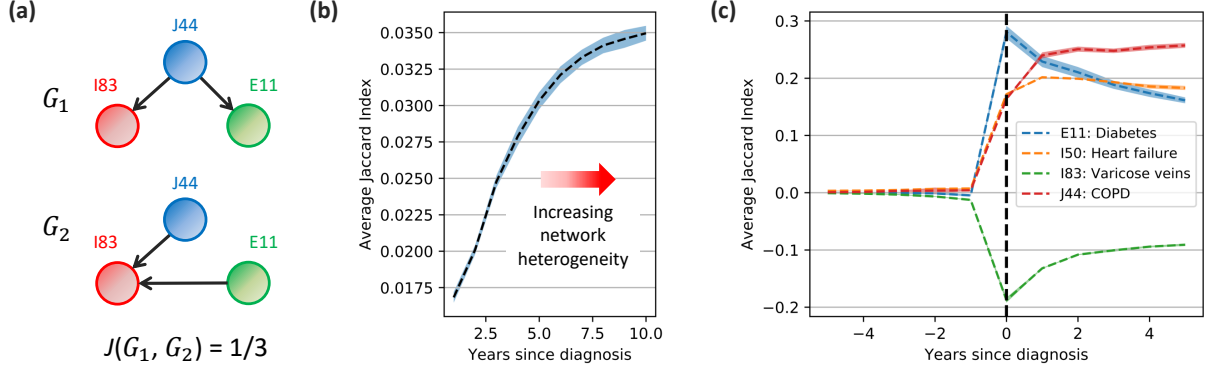 (a)
J44
I83
E11
G₁
J44
G₂
I83
E11
J(G₁, G₂) = 1/3
(b)
Average Jaccard Index
0.0350
0.0325
0.0300
0.0275
0.0250
0.0225
0.0200
0.0175
Increasing
network
heterogeneity
2.5 5.0 7.5 10.0
Years since diagnosis
(c)
Average Jaccard Index
0.3
0.2
0.1
0.0
−0.1
−0.2
E11: Diabetes
I50: Heart failure
I83: Varicose veins
J44: COPD
−4 −2 0 2 4
Years since diagnosis